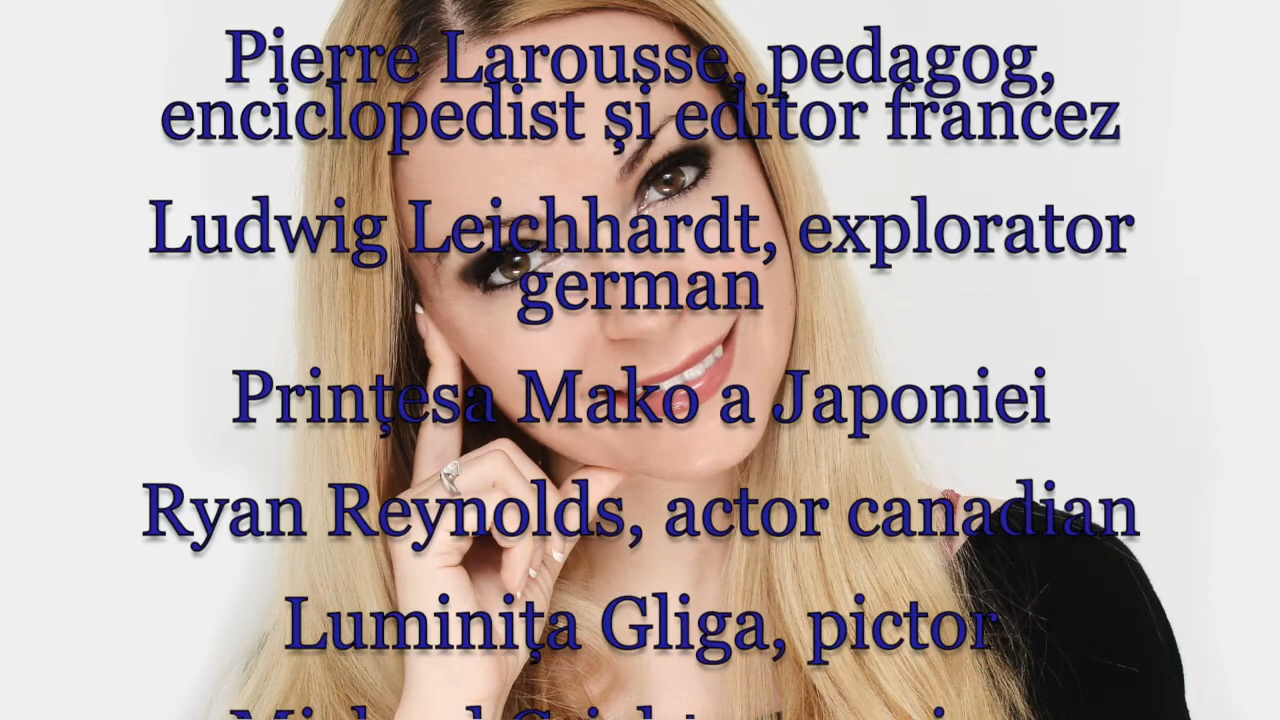 Pierre Larousse, pedagog,
enciclopedist și editor francez
Ludwig Leichhardt, explorator
german
Prințesa Mako a Japoniei
Ryan Reynolds, actor canadian
Luminița Gliga, pictor